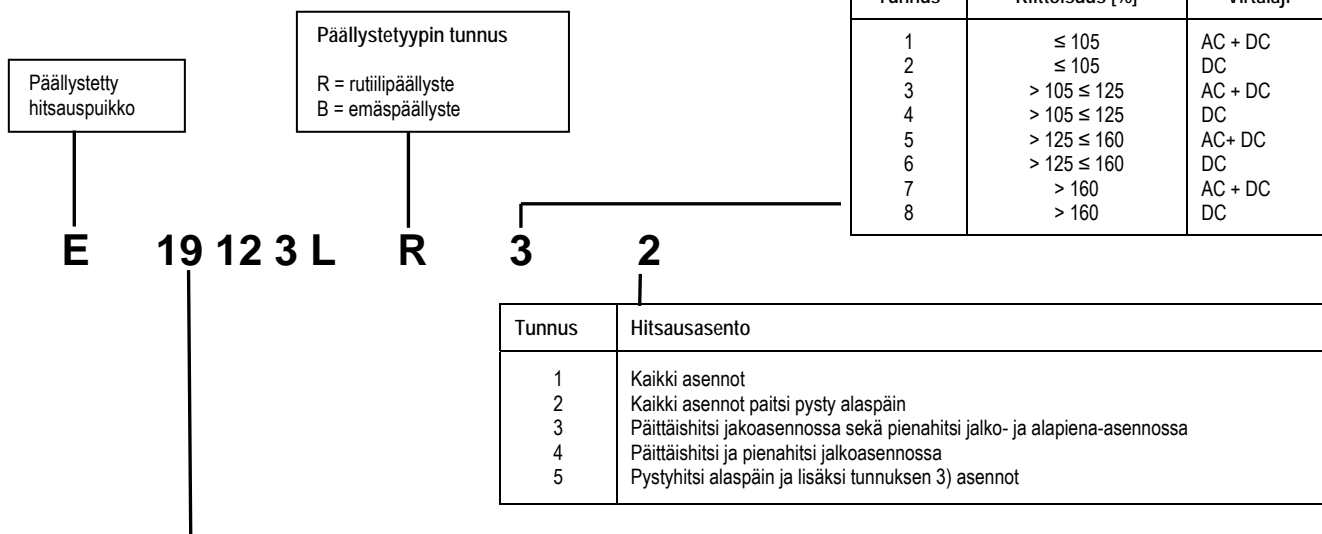 Tunnus Riittoisuus [%] Virtalaji
1 ≤ 105 AC + DC
2 ≤ 105 DC
3 > 105 ≤ 125 AC + DC
4 > 105 ≤ 125 DC
5 > 125 ≤ 160 AC+ DC
6 > 125 ≤ 160 DC
7 > 160 AC + DC
8 > 160 DC
Päällystetyypin tunnus
R = rutiilipäällyste
B = emäspäällyste
Päällystetty
hitsauspuikko
E 19 12 3 L R 3 2
Tunnus Hitsausasento
1 Kaikki asennot
2 Kaikki asennot paitsi pysty alaspäin
3 Päittäishitsi jakoasennossa sekä pienahitsi jalko- ja alapiena-asennossa
4 Päittäishitsi ja pienahitsi jalkoasennossa
5 Pystyhitsi alaspäin ja lisäksi tunnuksen 3) asennot